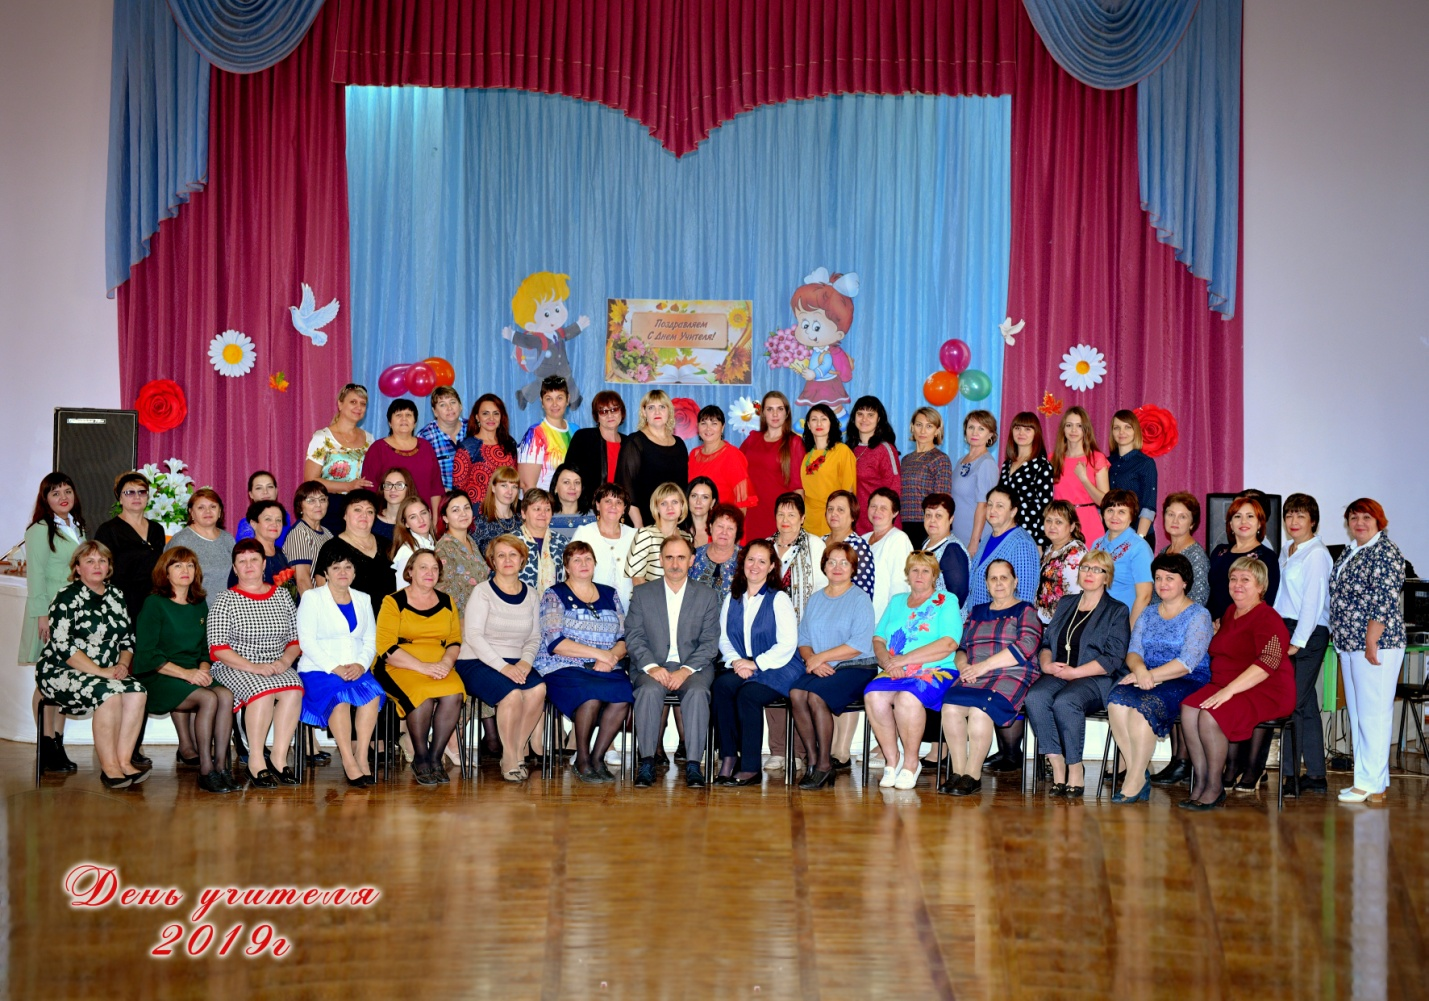 Поздравляем
С Днем Учителя!
День учителя
2019г